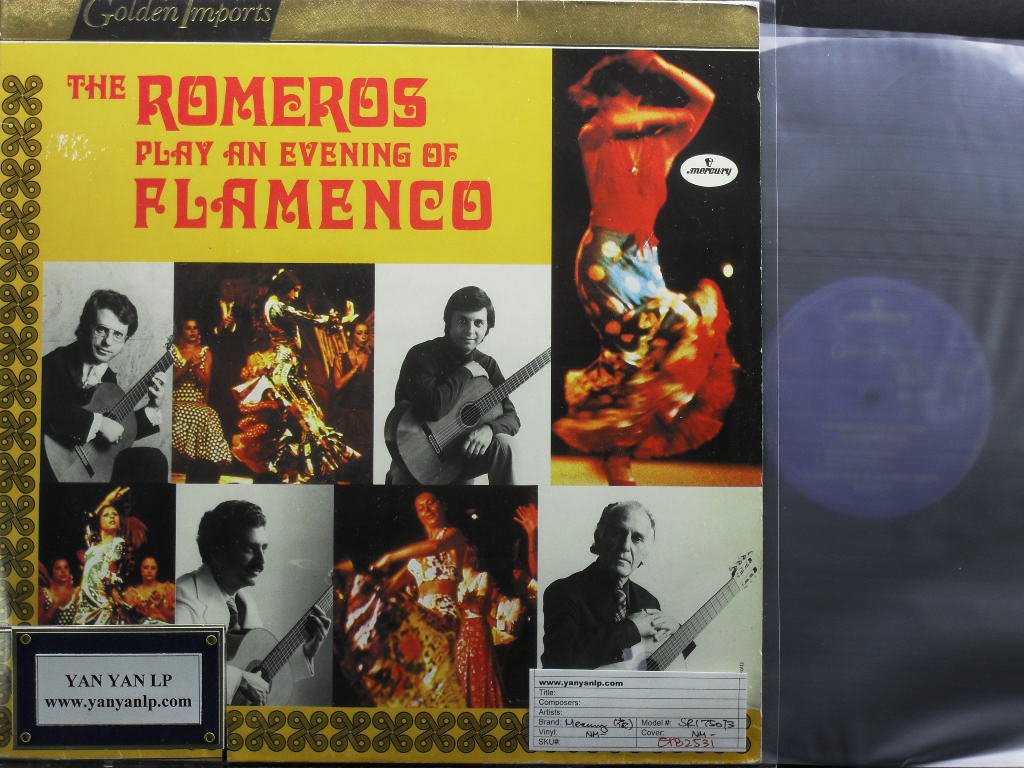 Golden Imports
THE ROMEROS
PLAY AN EVENING OF
FLAMENCO
mercury
YAN YAN LP
www.yanyanlp.com
www.yanyanlp.com
Title:
Composers:
Artists:
Brand: Mercury Model #: SRI 75073
Vinyl: NM- Cover: NM-
SKU#: